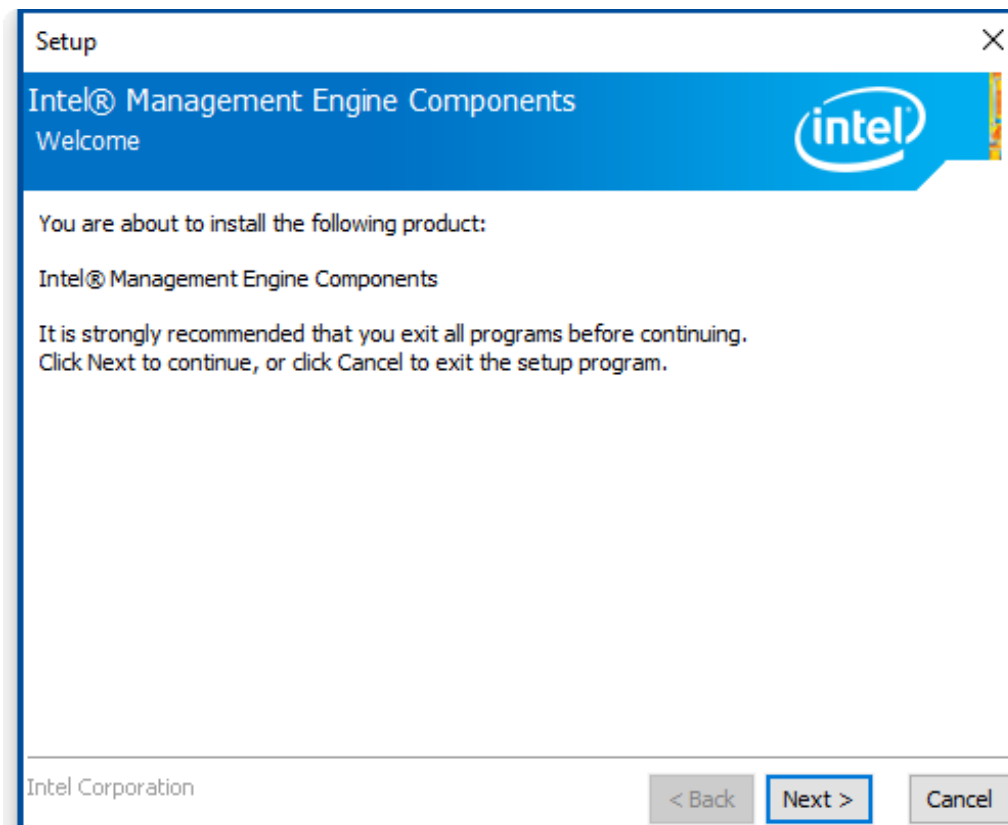 Setup
Intel® Management Engine Components
Welcome
intel
You are about to install the following product:
Intel® Management Engine Components
It is strongly recommended that you exit all programs before continuing.
Click Next to continue, or click Cancel to exit the setup program.
Intel Corporation
< Back Next > Cancel